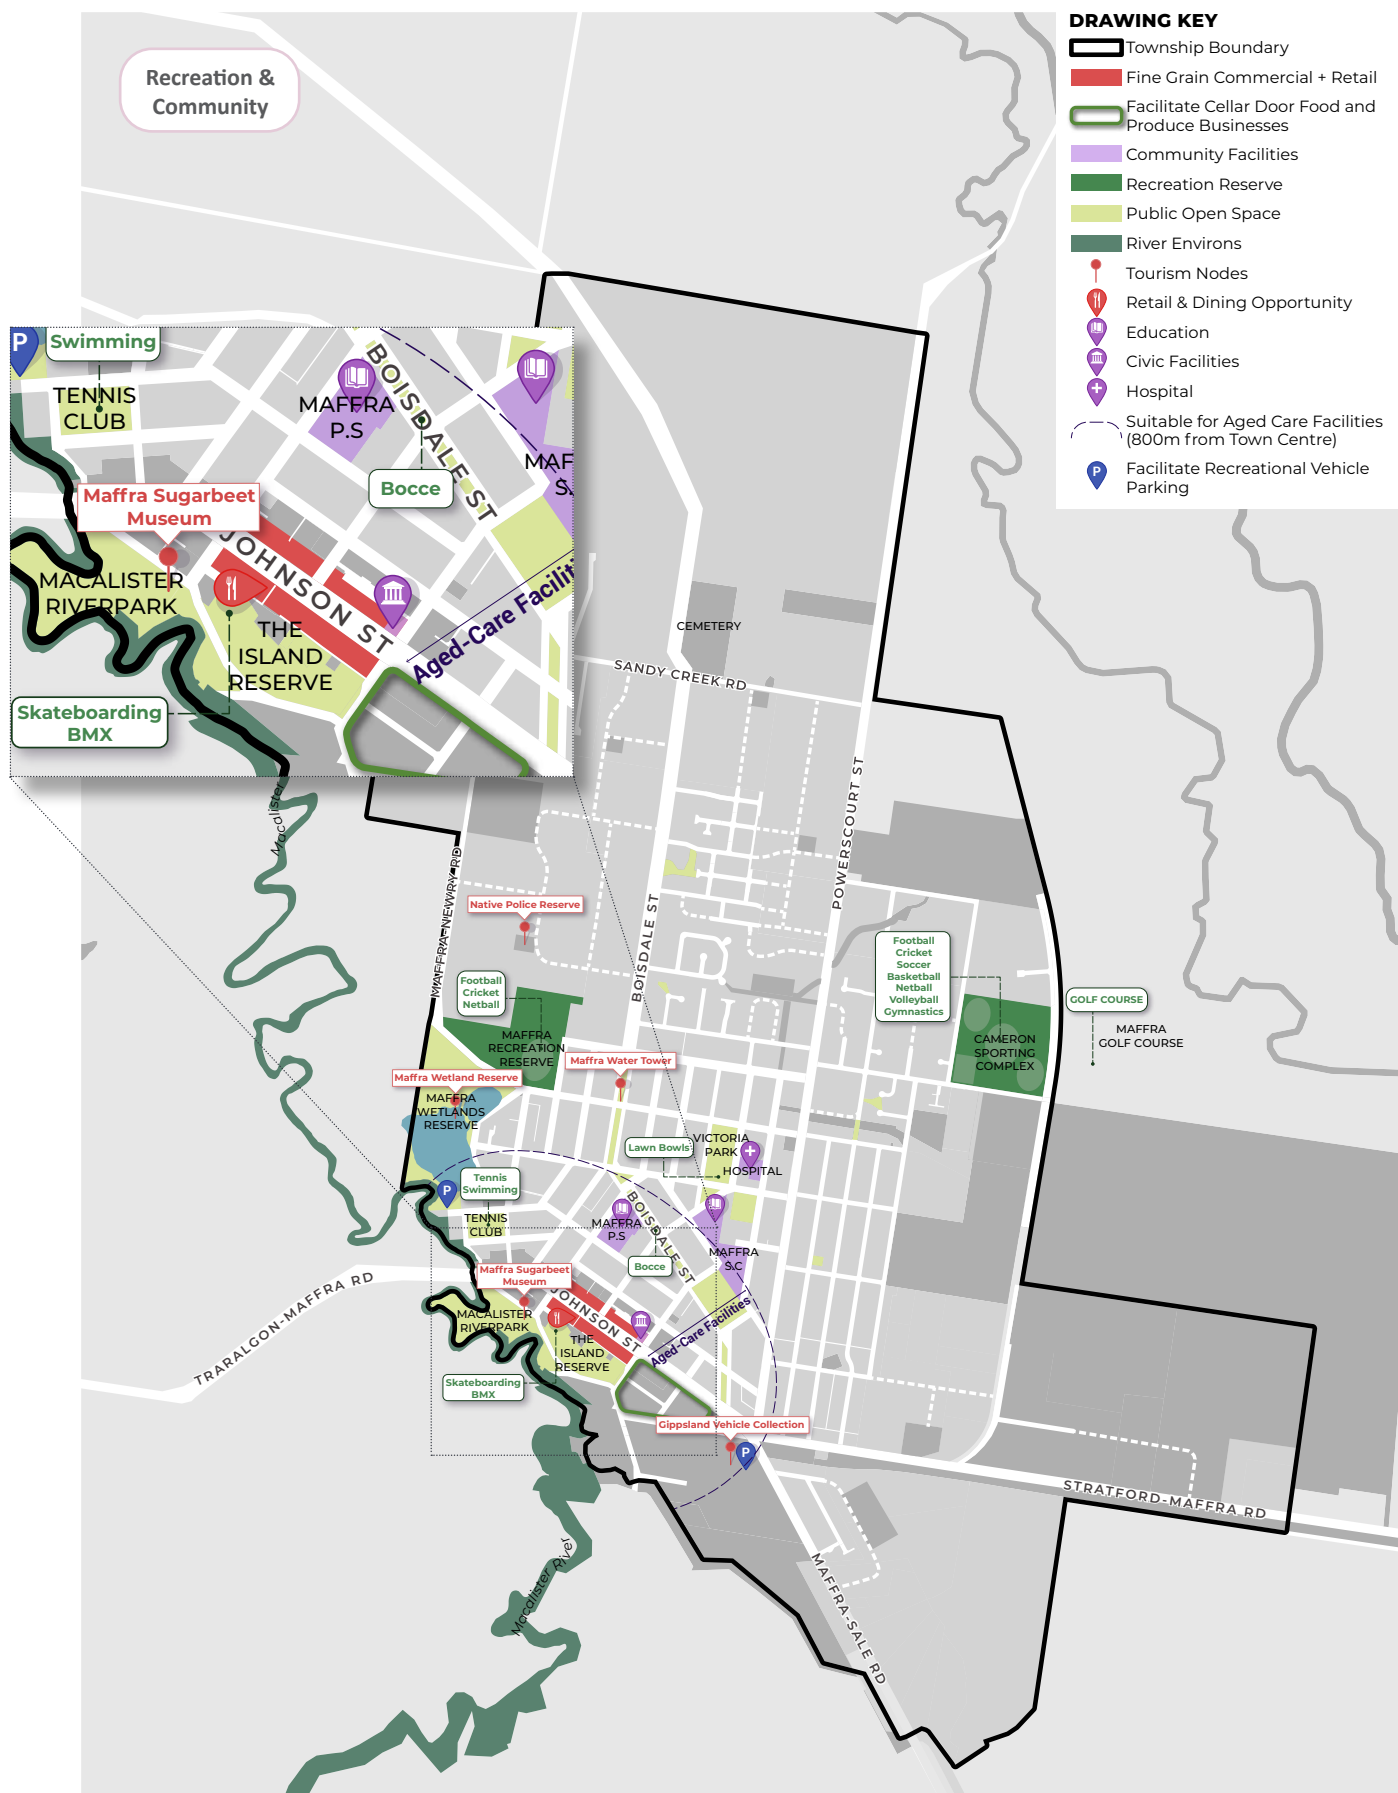 Recreation &
Community
DRAWING KEY
Township Boundary
Fine Grain Commercial + Retail
Facilitate Cellar Door Food and
Produce Businesses
Community Facilities
Recreation Reserve
Public Open Space
River Environs
Tourism Nodes
Retail & Dining Opportunity
Education
Civic Facilities
Hospital
Suitable for Aged Care Facilities
(800m from Town Centre)
P
Facilitate Recreational Vehicle
Parking
P
Swimming
TENNIS
CLUB
BOISDALE ST
MAFFRA
P.S
MAF
S.
Bocce
Maffra Sugarbeet
Museum
JOHNSON ST
MACALISTER
RIVERPARK
THE
ISLAND
RESERVE
Aged-Care Faciliti
Skateboarding
BMX
CEMETERY
SANDY CREEK RD
Macalister
POWERSCOURT ST
MAFFRA-NEWRY RD
BOISDALE ST
Native Police Reserve
Football
Cricket
Netball
MAFFRA
RECREATION
RESERVE
Football
Cricket
Soccer
Basketball
Netball
Volleyball
Gymnastics
CAMERON
SPORTING
COMPLEX
GOLF COURSE
MAFFRA
GOLF COURSE
Maffra Water Tower
Maffra Wetland Reserve
MAFFRA
WETLANDS
RESERVE
Lawn Bowls
VICTORIA
PARK
HOSPITAL
P
Tennis
Swimming
TENNIS
CLUB
MAFFRA
P.S
BOISDALE ST
MAFFRA
S.C
Bocce
Maffra Sugarbeet
Museum
JOHNSON ST
MACALISTER
RIVERPARK
THE
ISLAND
RESERVE
Aged-Care Facilities
TRARALGON-MAFFRA RD
Skateboarding
BMX
Gippsland Vehicle Collection
P
STRATFORD-MAFFRA RD
MAFFRA-SALE RD
Macalister River